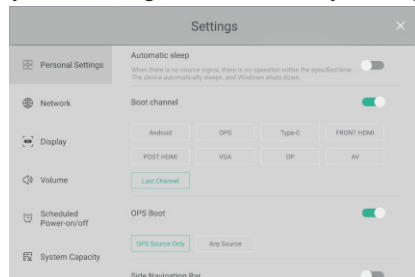 Settings
Personal Settings
Automatic sleep
When there is no source signal, there is no operation within the specified time.
The device automatically sleeps, and Windows shuts down.
Network
Boot channel
Android OPS Type-C FRONT HDMI
Display
POST HDMI VGA DP AV
Volume
Last Channel
Scheduled
Power-on/off
OPS Boot
OPS Source Only Any Source
System Capacity
Side Navigation Bar